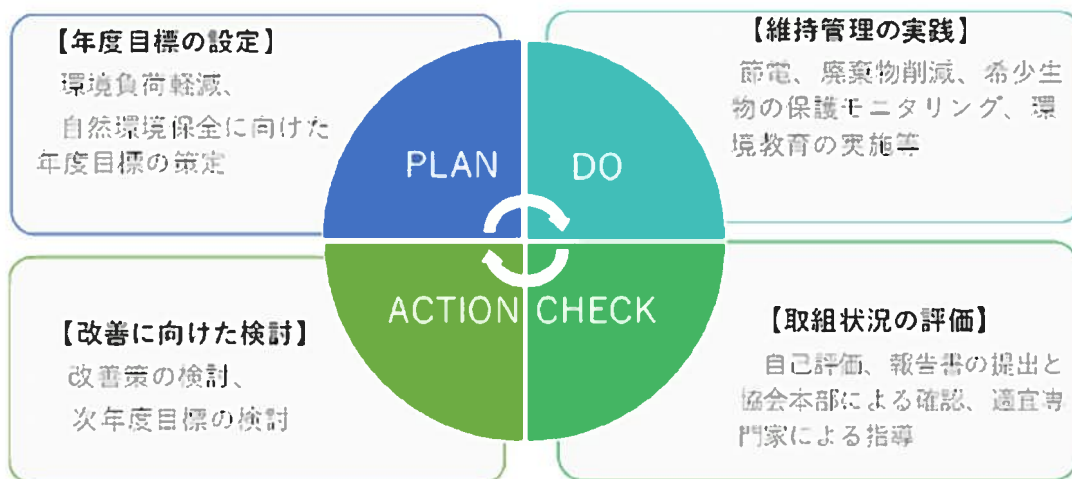 【年度目標の設定】
環境負荷軽減、
自然環境保全に向けた
年度目標の策定
PLAN
DO
【維持管理の実践】
節電、廃棄物削減、希少生
物の保護モニタリング、環
境教育の実施等
【改善に向けた検討】
改善策の検討、
次年度目標の検討
ACTION
CHECK
【取組状況の評価】
自己評価、報告書の提出と
協会本部による確認、適宜専
門家による指導